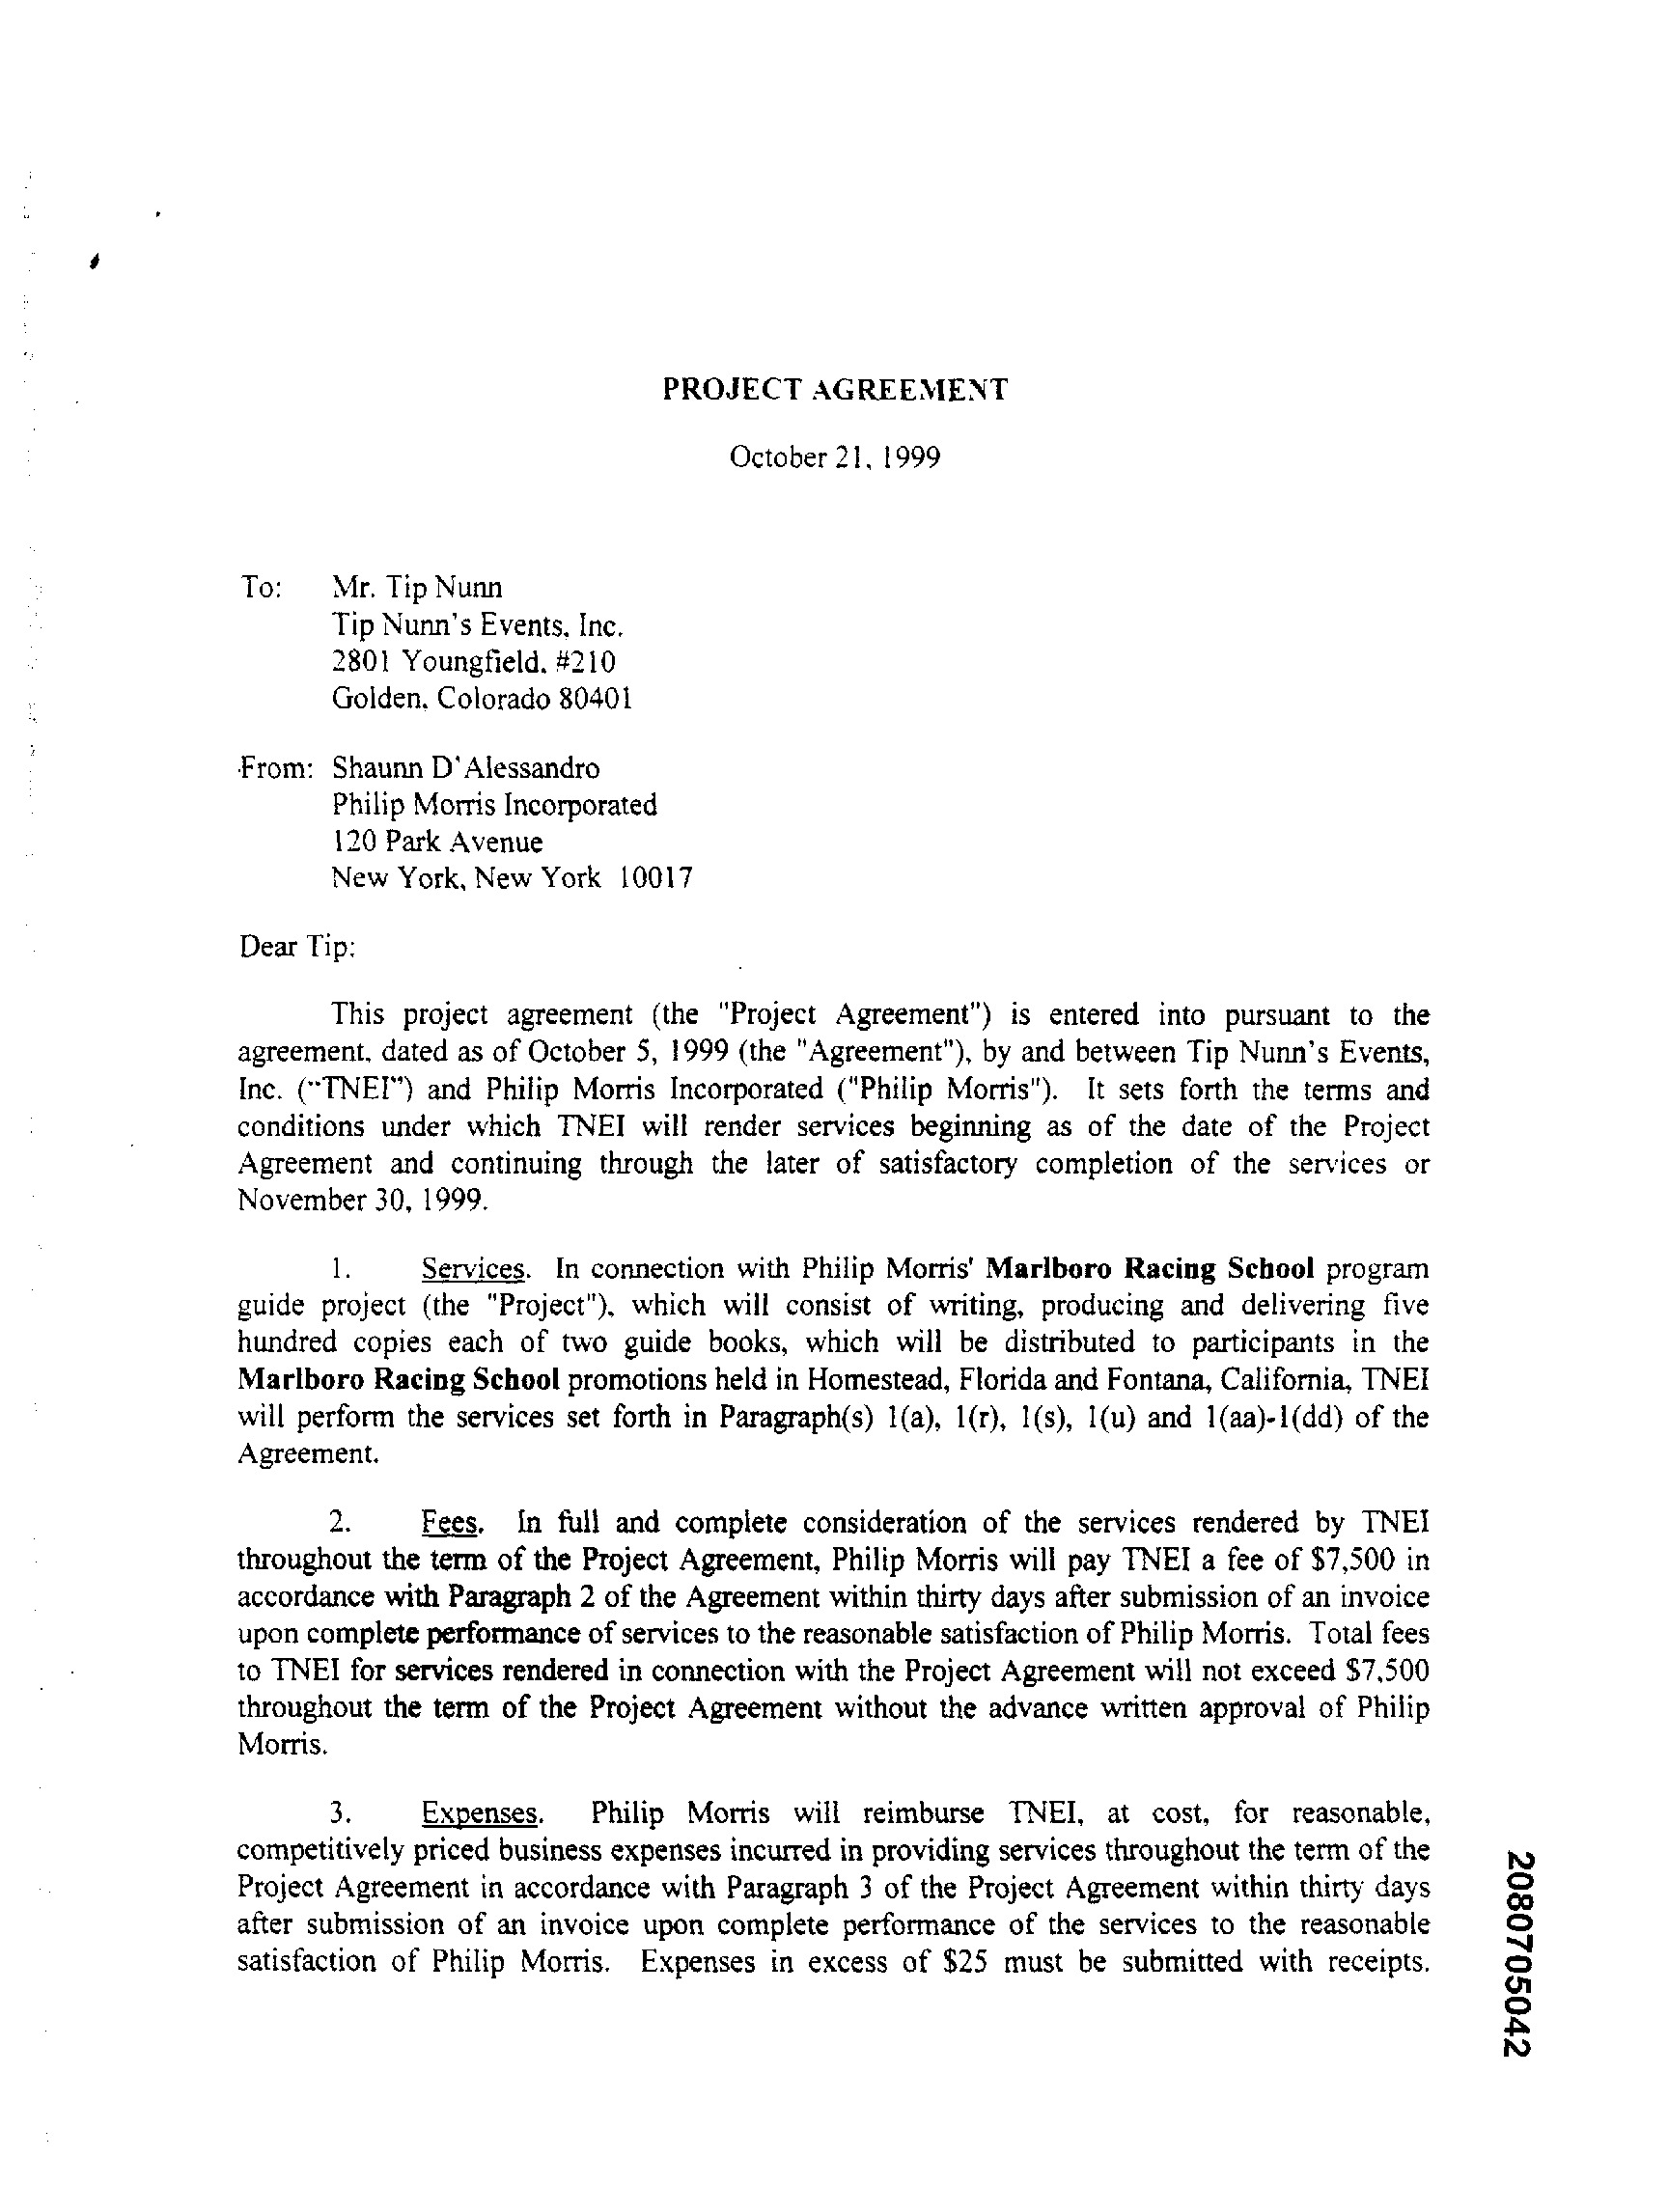 PROJECT AGREEMENT
October 21, 1999
To: Mr. Tip Nunn
Tip Nunn's Events, Inc.
2801 Youngfield, #210
Golden, Colorado 80401
From: Shaunn D'Alessandro
Philip Morris Incorporated
120 Park Avenue
New York, New York 10017
Dear Tip:
This project agreement (the "Project Agreement") is entered into pursuant to the
agreement, dated as of October 5, 1999 (the "Agreement"), by and between Tip Nunn's Events,
Inc. ("TNEI") and Philip Morris Incorporated ("Philip Morris"). It sets forth the terms and
conditions under which TNEI will render services beginning as of the date of the Project
Agreement and continuing through the later of satisfactory completion of the services or
November 30, 1999.
1. Services. In connection with Philip Morris' Marlboro Racing School program
guide project (the "Project"), which will consist of writing, producing and delivering five
hundred copies each of two guide books, which will be distributed to participants in the
Marlboro Racing School promotions held in Homestead, Florida and Fontana, California, TNEI
will perform the services set forth in Paragraph(s) 1(a), 1(r), 1(s), 1(u) and 1(aa)-1(dd) of the
Agreement.
2. Fees. In full and complete consideration of the services rendered by TNEI
throughout the term of the Project Agreement, Philip Morris will pay TNEI a fee of $7,500 in
accordance with Paragraph 2 of the Agreement within thirty days after submission of an invoice
upon complete performance of services to the reasonable satisfaction of Philip Morris. Total fees
to TNEI for services rendered in connection with the Project Agreement will not exceed $7,500
throughout the term of the Project Agreement without the advance written approval of Philip
Morris.
3. Expenses. Philip Morris will reimburse TNEI, at cost, for reasonable,
competitively priced business expenses incurred in providing services throughout the term of the
Project Agreement in accordance with Paragraph 3 of the Project Agreement within thirty days
after submission of an invoice upon complete performance of the services to the reasonable
satisfaction of Philip Morris. Expenses in excess of $25 must be submitted with receipts.
2080705042